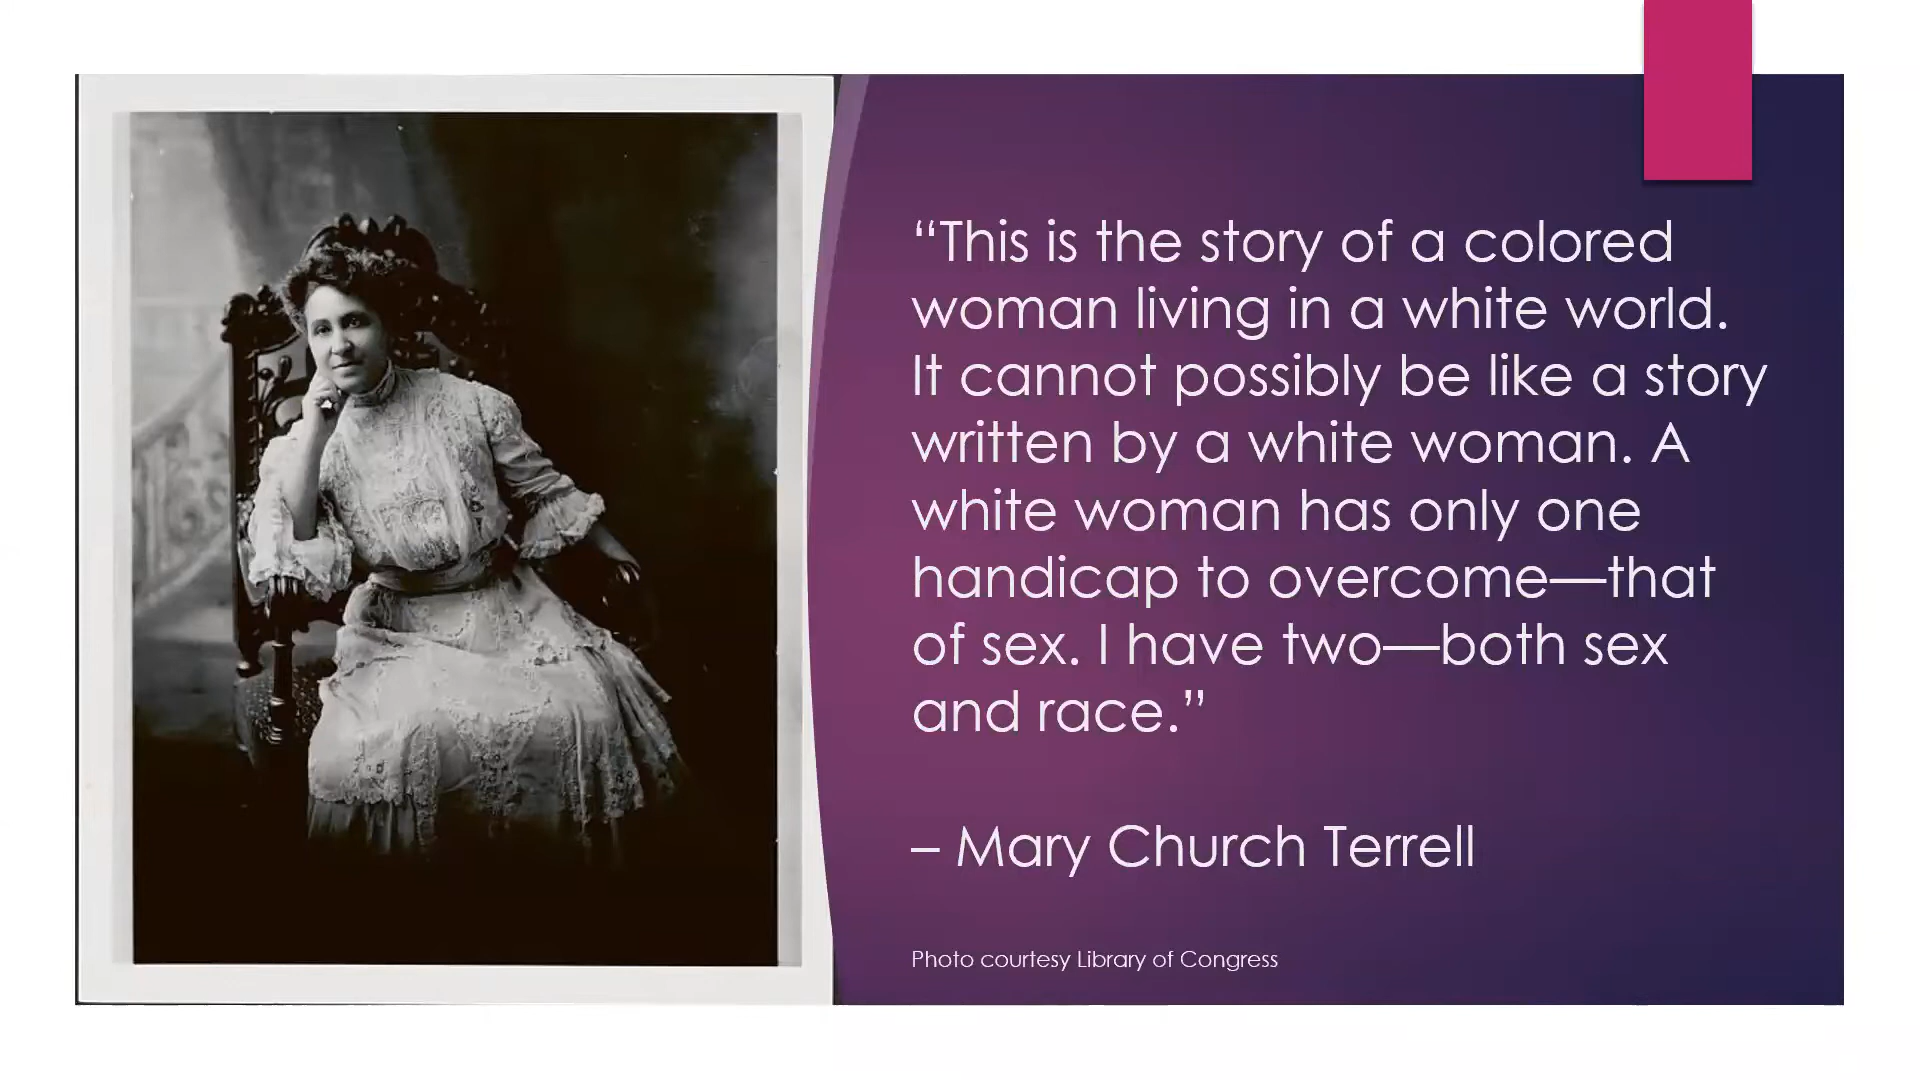 “This is the story of a colored
woman living in a white world.
It cannot possibly be like a story
written by a white woman. A
white woman has only one
handicap to overcome—that
of sex. I have two—both sex
and race.”
– Mary Church Terrell
Photo courtesy Library of Congress